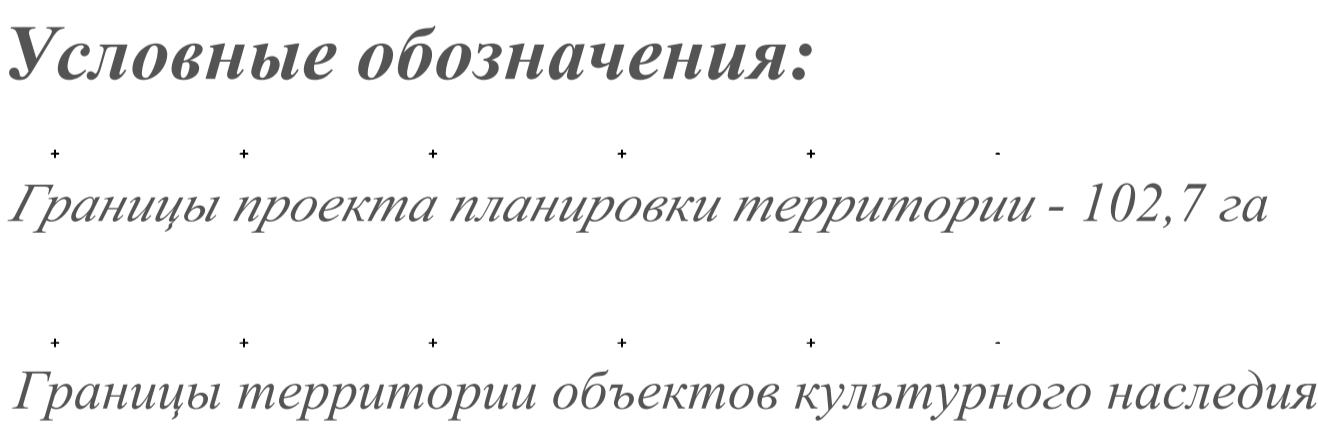 Условные обозначения:
Границы проекта планировки территории - 102,7 га
Границы территории объектов культурного наследия